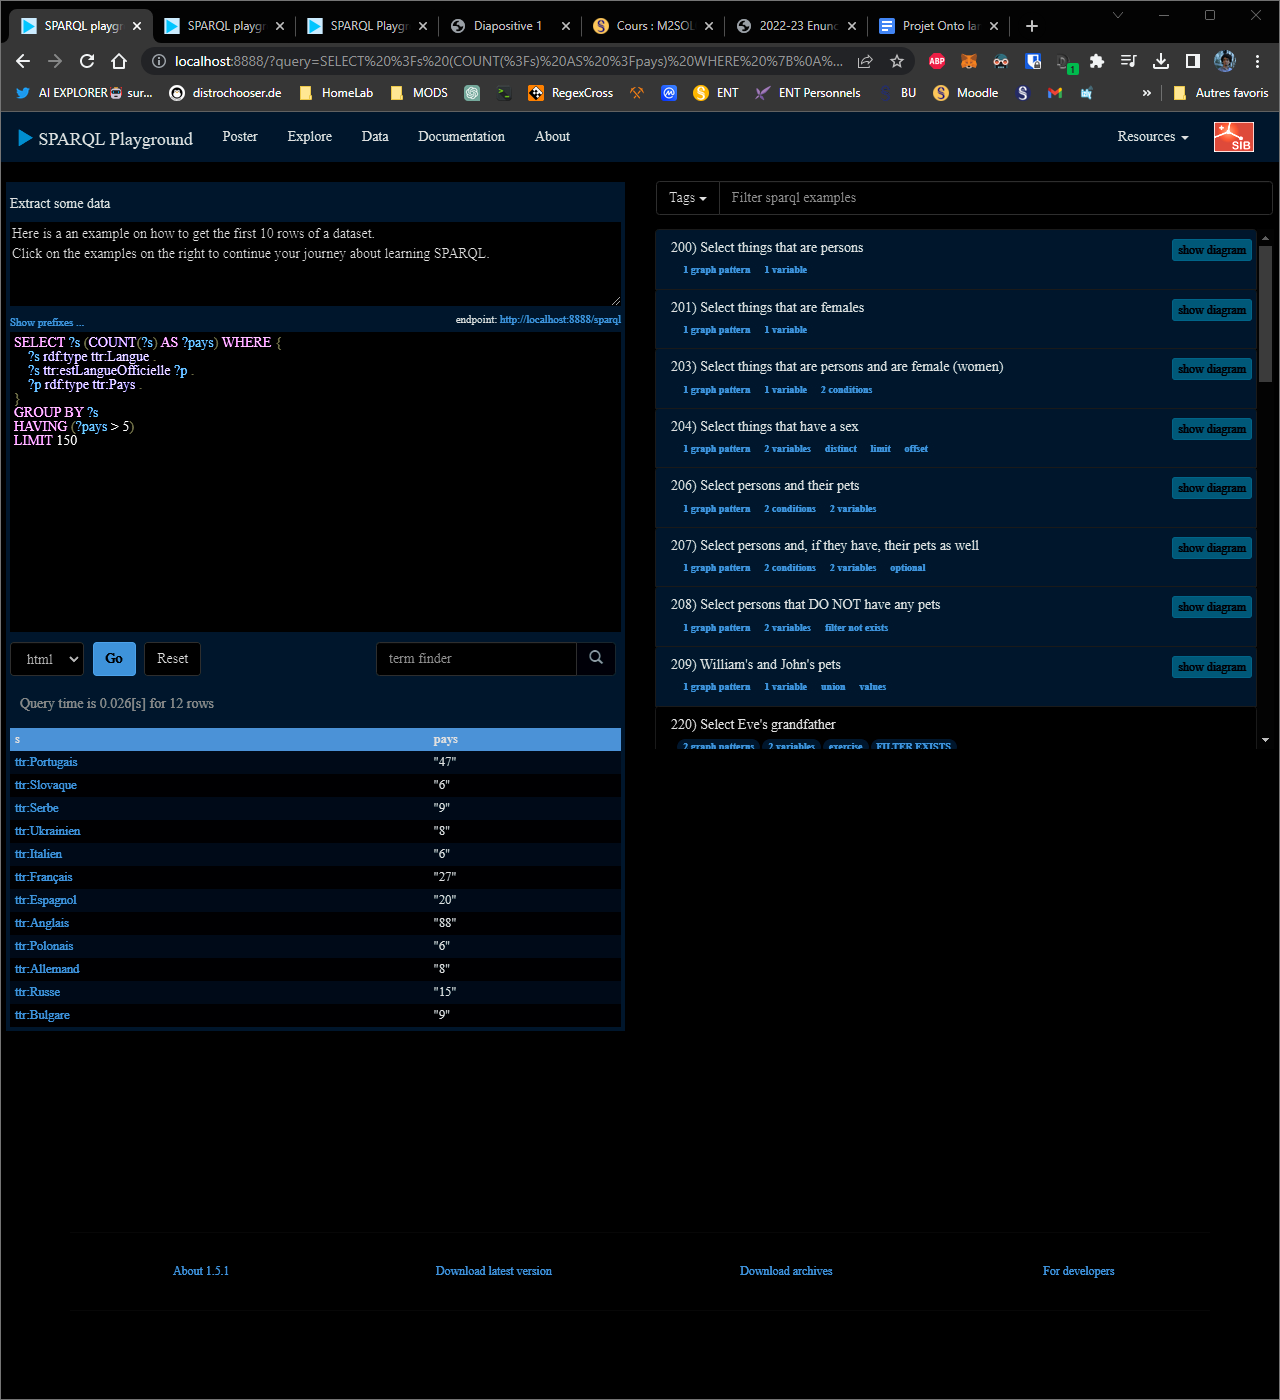 SPARQL playgr
SPARQL playgr
SPARQL Playgr
Diapositive 1
Cours : M2SOL
2022-23 Enunc
Projet Onto lar
localhost:8888/?query=SELECT%20%3Fs%20(COUNT(%3Fs)%20AS%20%3Fpays)%20WHERE%20%7B%0A%...
ABP
1
AI EXPLORER sur...
distrochooser.de
HomeLab
MODS
RegexCross
ENT
ENT Personnels
BU
Moodle
»
Autres favoris
SPARQL Playground
Poster
Explore
Data
Documentation
About
Resources
SIB
Extract some data
Here is a an example on how to get the first 10 rows of a dataset.
Click on the examples on the right to continue your journey about learning SPARQL.
Show prefixes ...
endpoint: http://localhost:8888/sparql
SELECT ?s (COUNT(?s) AS ?pays) WHERE {
?s rdf:type ttr:Langue .
?s ttr:estLangueOfficielle ?p .
?p rdf:type ttr:Pays .
}
GROUP BY ?s
HAVING (?pays > 5)
LIMIT 150
html
Go
Reset
term finder
Query time is 0.026[s] for 12 rows
s pays
ttr:Portugais "47"
ttr:Slovaque "6"
ttr:Serbe "9"
ttr:Ukrainien "8"
ttr:Italien "6"
ttr:Français "27"
ttr:Espagnol "20"
ttr:Anglais "88"
ttr:Polonais "6"
ttr:Allemand "8"
ttr:Russe "15"
ttr:Bulgare "9"
Tags
Filter sparql examples
200) Select things that are persons
show diagram
1 graph pattern 1 variable
201) Select things that are females
show diagram
1 graph pattern 1 variable
203) Select things that are persons and are female (women)
show diagram
1 graph pattern 1 variable 2 conditions
204) Select things that have a sex
show diagram
1 graph pattern 2 variables distinct limit offset
206) Select persons and their pets
show diagram
1 graph pattern 2 conditions 2 variables
207) Select persons and, if they have, their pets as well
show diagram
1 graph pattern 2 conditions 2 variables optional
208) Select persons that DO NOT have any pets
show diagram
1 graph pattern 2 variables filter not exists
209) William's and John's pets
show diagram
1 graph pattern 1 variable union values
220) Select Eve's grandfather
2 graph patterns 2 variables exercise FILTER EXISTS
About 1.5.1
Download latest version
Download archives
For developers